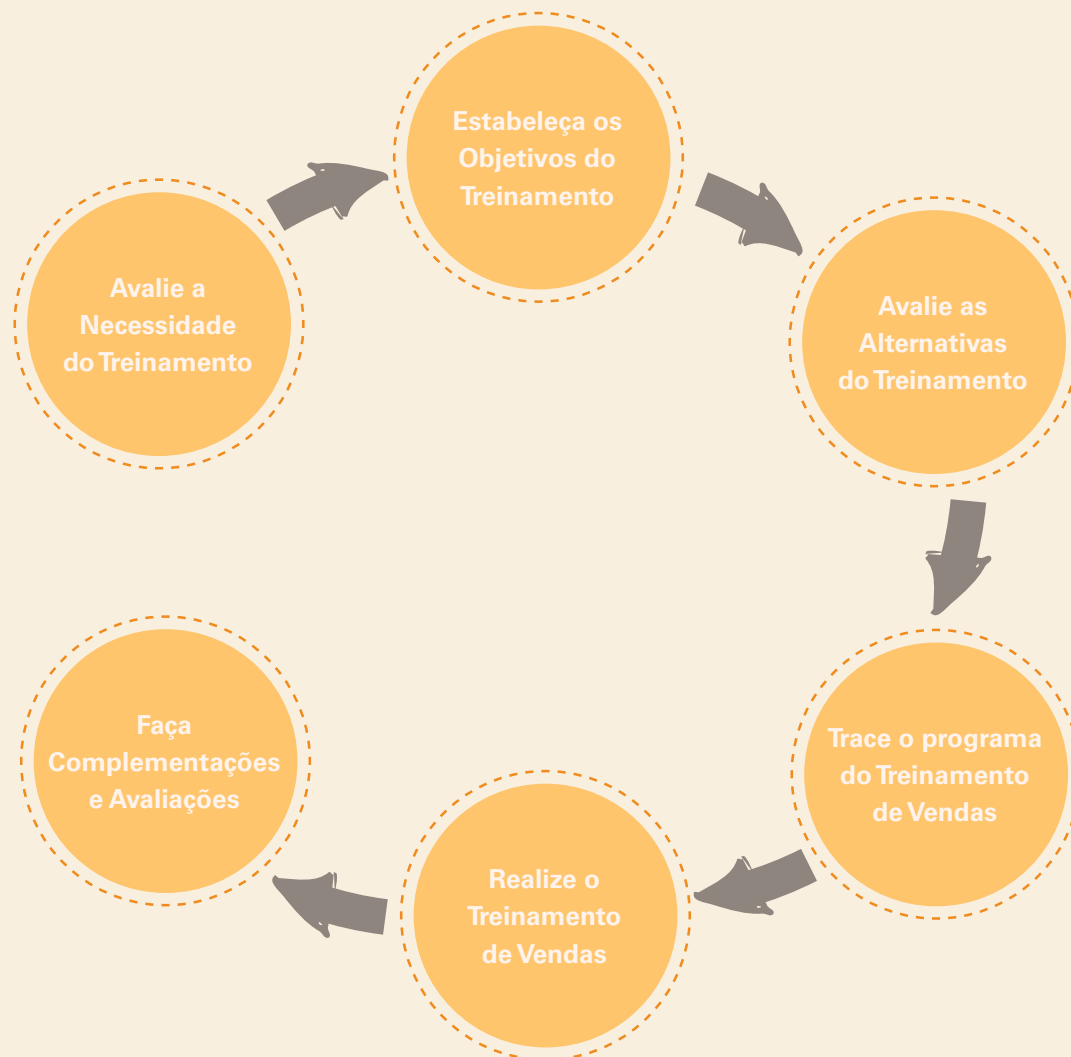 Estabeleça os
Objetivos do
Treinamento
Avalie a
Necessidade
do Treinamento
Avalie as
Alternativas
do Treinamento
Faça
Complementações
e Avaliações
Trace o programa
do Treinamento
de Vendas
Realize o
Treinamento
de Vendas